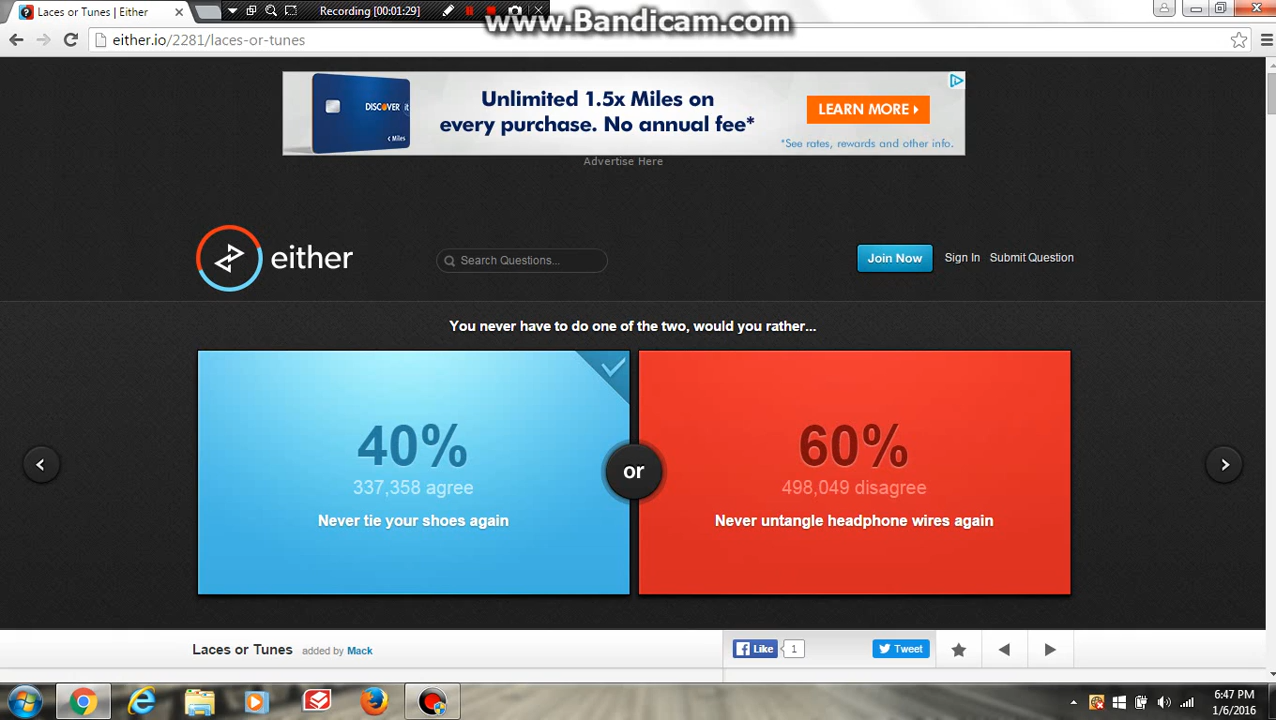 Laces or Tunes | Either
Recording [00:01:29]
www.Bandicam.com
either.io/2281/laces-or-tunes
DISCOVER it
Miles
Unlimited 1.5x Miles on
every purchase. No annual fee*
LEARN MORE
*See rates, rewards and other info.
Advertise Here
either
Search Questions...
Join Now
Sign In
Submit Question
You never have to do one of the two, would you rather...
40%
337,358 agree
Never tie your shoes again
or
60%
498,049 disagree
Never untangle headphone wires again
Laces or Tunes added by Mack
Like
1
Tweet
6:47 PM
1/6/2016